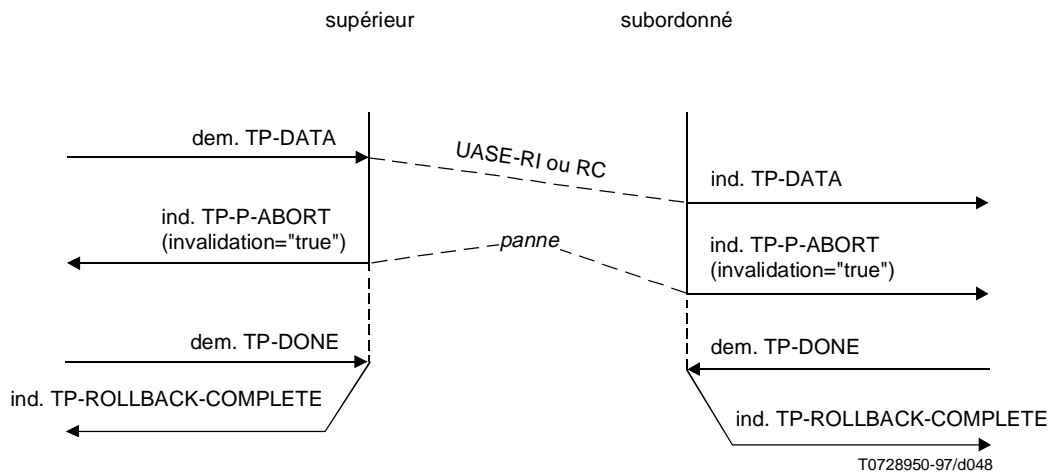 supérieur
subordonné
dem. TP-DATA
UASE-RI ou RC
ind. TP-DATA
ind. TP-P-ABORT
(invalidation="true")
panne
ind. TP-P-ABORT
(invalidation="true")
dem. TP-DONE
dem. TP-DONE
ind. TP-ROLLBACK-COMPLETE
ind. TP-ROLLBACK-COMPLETE
T0728950-97/d048